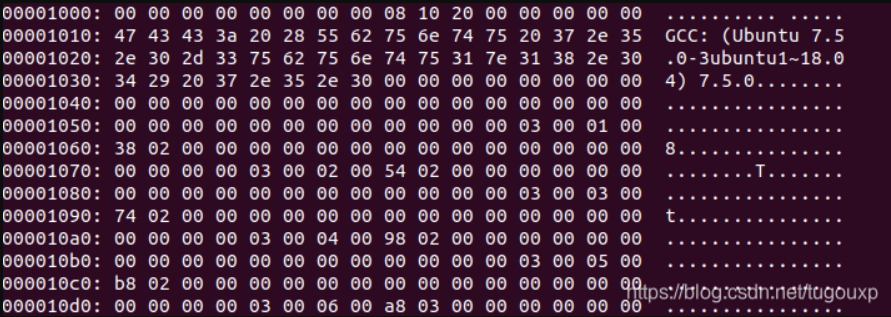 00001000: 00 00 00 00 00 00 00 00 08 10 20 00 00 00 00 00 .......... .....
00001010: 47 43 43 3a 20 28 55 62 75 6e 74 75 20 37 2e 35 GCC: (Ubuntu 7.5
00001020: 2e 30 2d 33 75 62 75 6e 74 75 31 7e 31 38 2e 30 .0-3ubuntu1~18.0
00001030: 34 29 20 37 2e 35 2e 30 00 00 00 00 00 00 00 00 4) 7.5.0........
00001040: 00 00 00 00 00 00 00 00 00 00 00 00 00 00 00 00 ................
00001050: 00 00 00 00 00 00 00 00 00 00 00 00 03 00 01 00 ................
00001060: 38 02 00 00 00 00 00 00 00 00 00 00 00 00 00 00 8...............
00001070: 00 00 00 00 03 00 02 00 54 02 00 00 00 00 00 00 ........T.......
00001080: 00 00 00 00 00 00 00 00 00 00 00 00 03 00 03 00 ................
00001090: 74 02 00 00 00 00 00 00 00 00 00 00 00 00 00 00 t...............
000010a0: 00 00 00 00 03 00 04 00 98 02 00 00 00 00 00 00 ................
000010b0: 00 00 00 00 00 00 00 00 00 00 00 00 03 00 05 00 ................
000010c0: b8 02 00 00 00 00 00 00 00 00 00 00 00 00 00 00 ................
000010d0: 00 00 00 00 03 00 06 00 a8 03 00 00 00 00 00 00 ................
https://blog.csdn.net/tugouxp